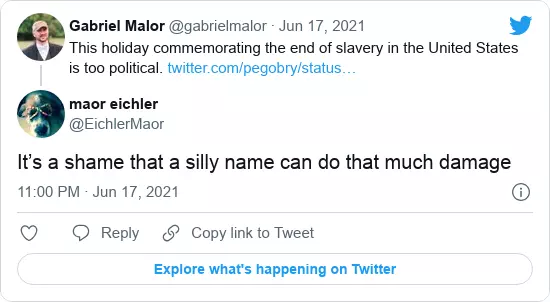 Gabriel Malor @gabrielmalor · Jun 17, 2021
This holiday commemorating the end of slavery in the United States
is too political. twitter.com/pegobry/status…
maor eichler
@EichlerMaor
It’s a shame that a silly name can do that much damage
11:00 PM · Jun 17, 2021
Reply
Copy link to Tweet
Explore what's happening on Twitter